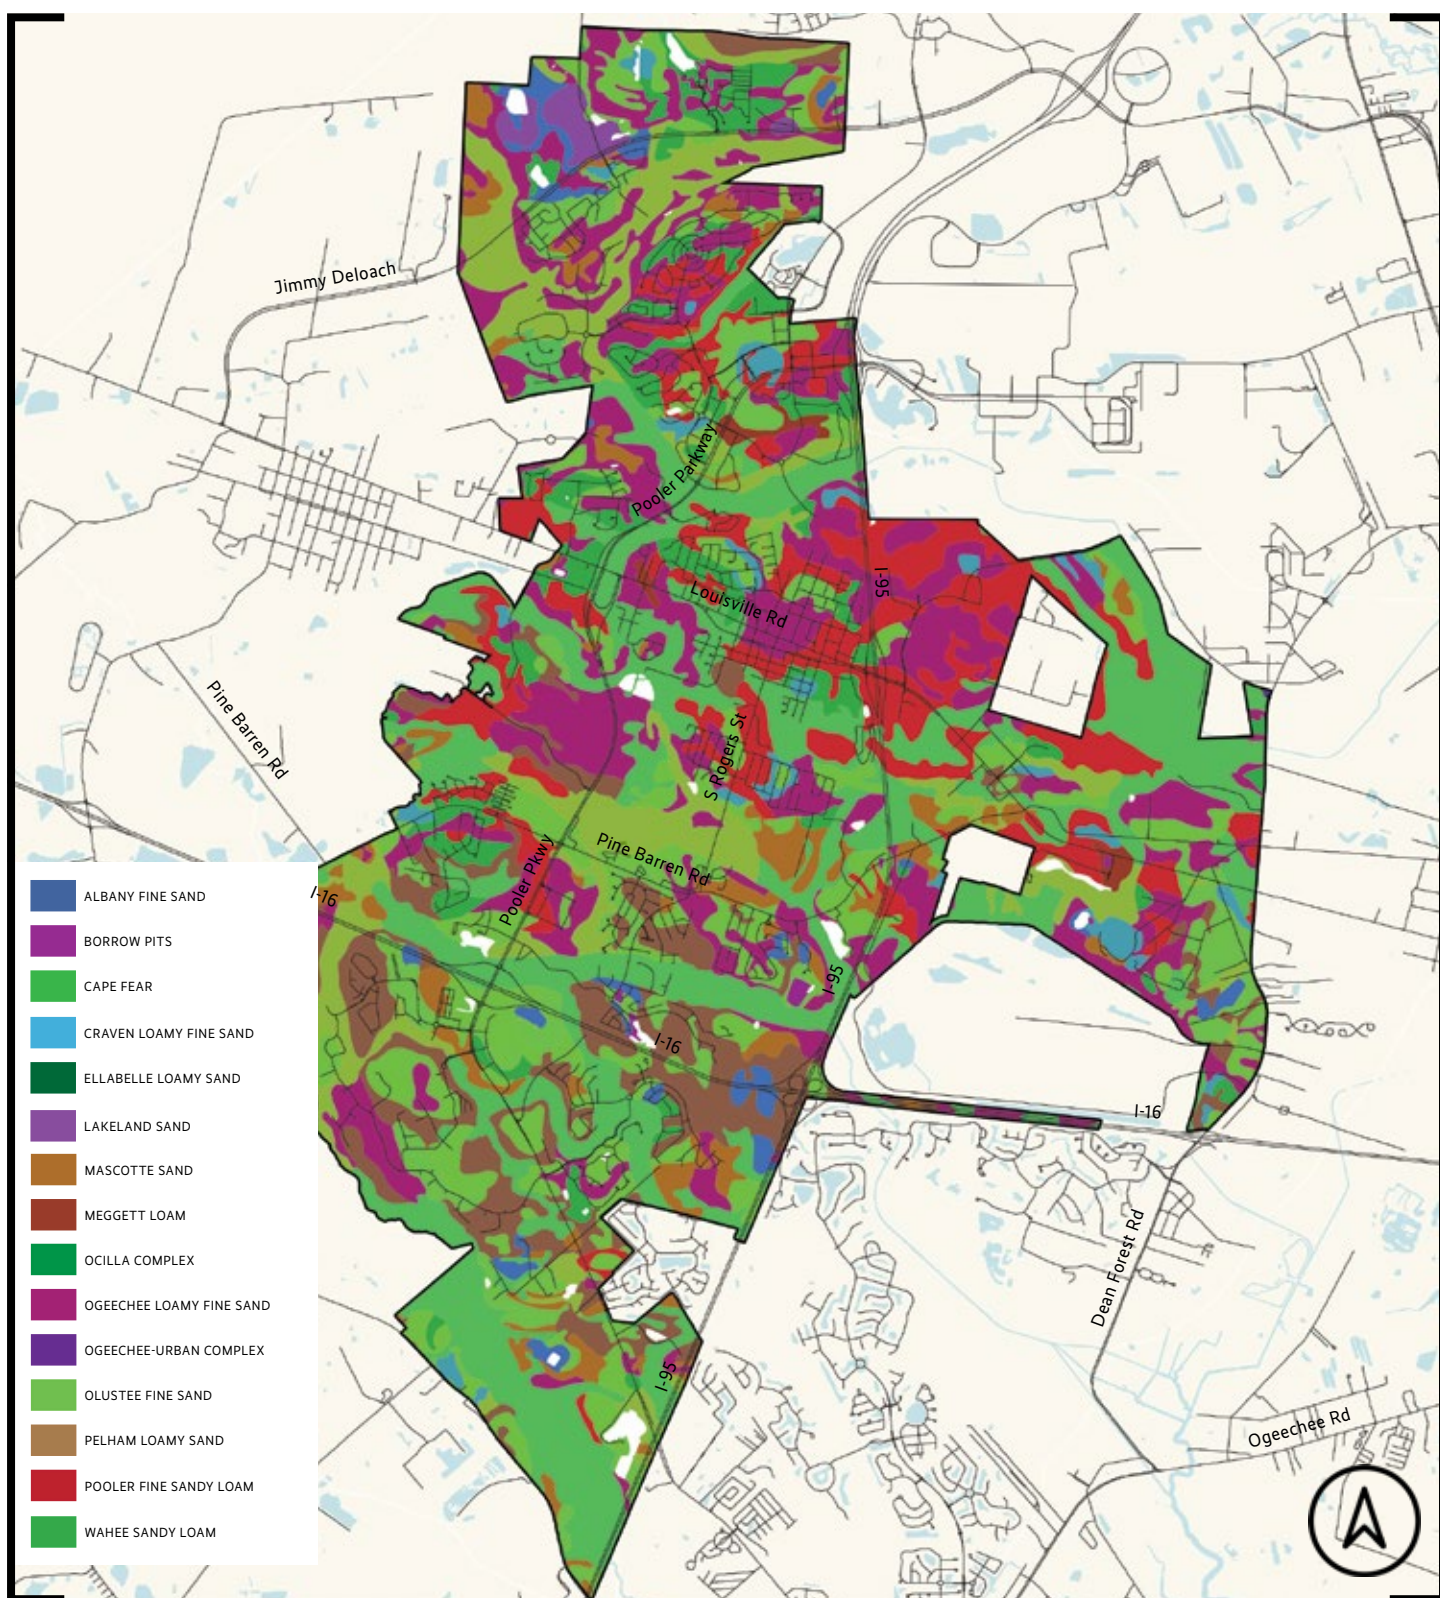 Jimmy Deloach
Pooler Parkway
I-95
Louisville Rd
Pine Barren Rd
S Rogers St
Pine Barren Rd
Pooler Pkwy
I-16
I-95
I-16
I-16
Dean Forest Rd
I-95
Ogeechee Rd
ALBANY FINE SAND
BORROW PITS
CAPE FEAR
CRAVEN LOAMY FINE SAND
ELLABELLE LOAMY SAND
LAKELAND SAND
MASCOTTE SAND
MEGGETT LOAM
OCILLA COMPLEX
OGEECHEE LOAMY FINE SAND
OGEECHEE-URBAN COMPLEX
OLUSTEE FINE SAND
PELHAM LOAMY SAND
POOLER FINE SANDY LOAM
WAHEE SANDY LOAM